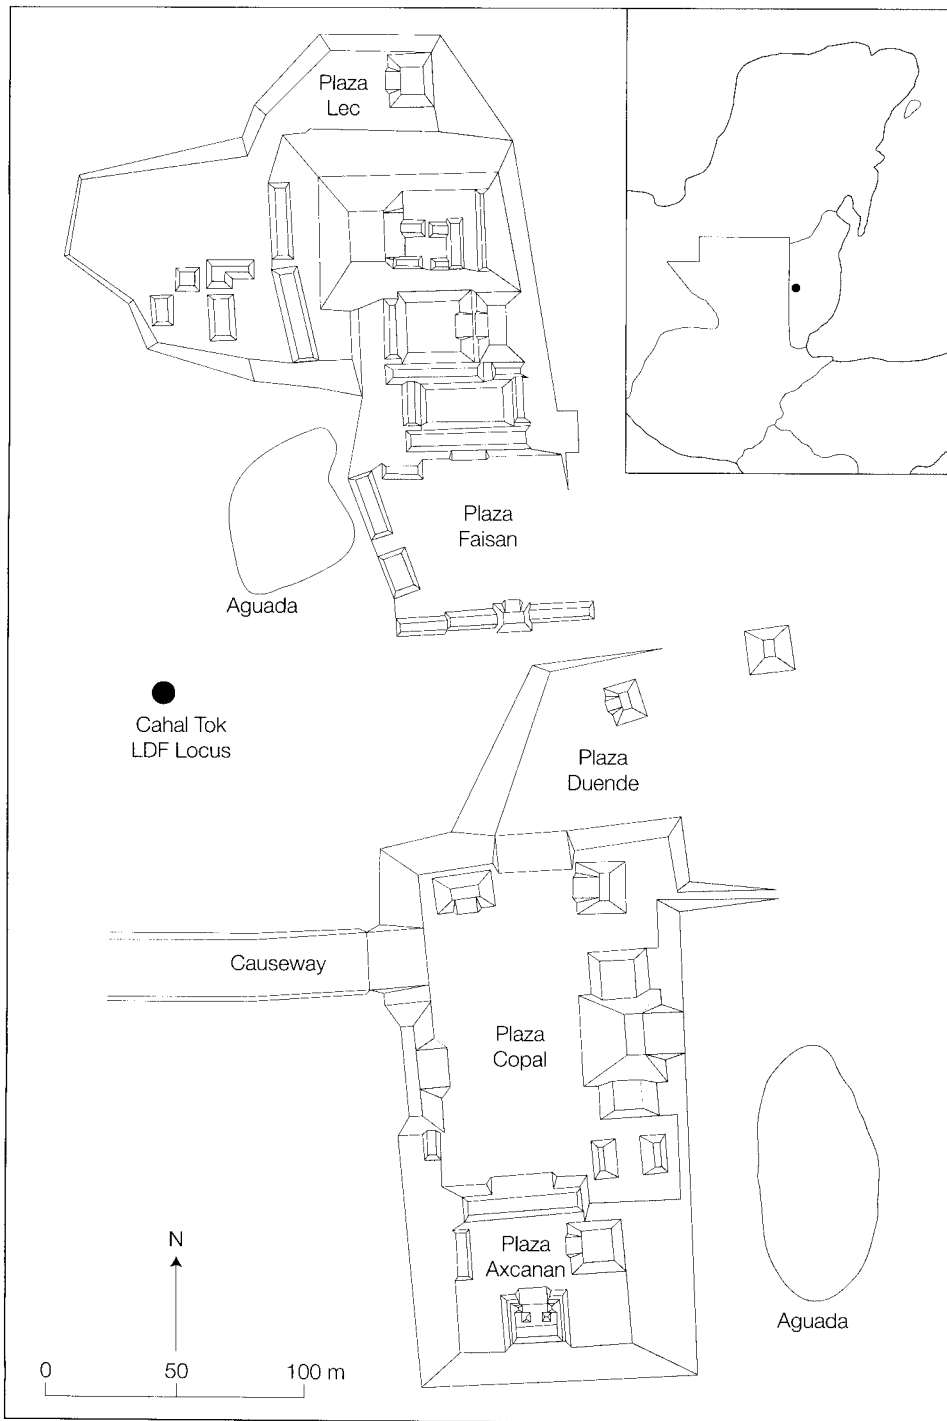 Plaza
Lec
Plaza
Faisan
Aguada
Cahal Tok
LDF Locus
Plaza
Duende
Causeway
Plaza
Copal
Plaza
Axcanan
N
Aguada
0 50 100 m